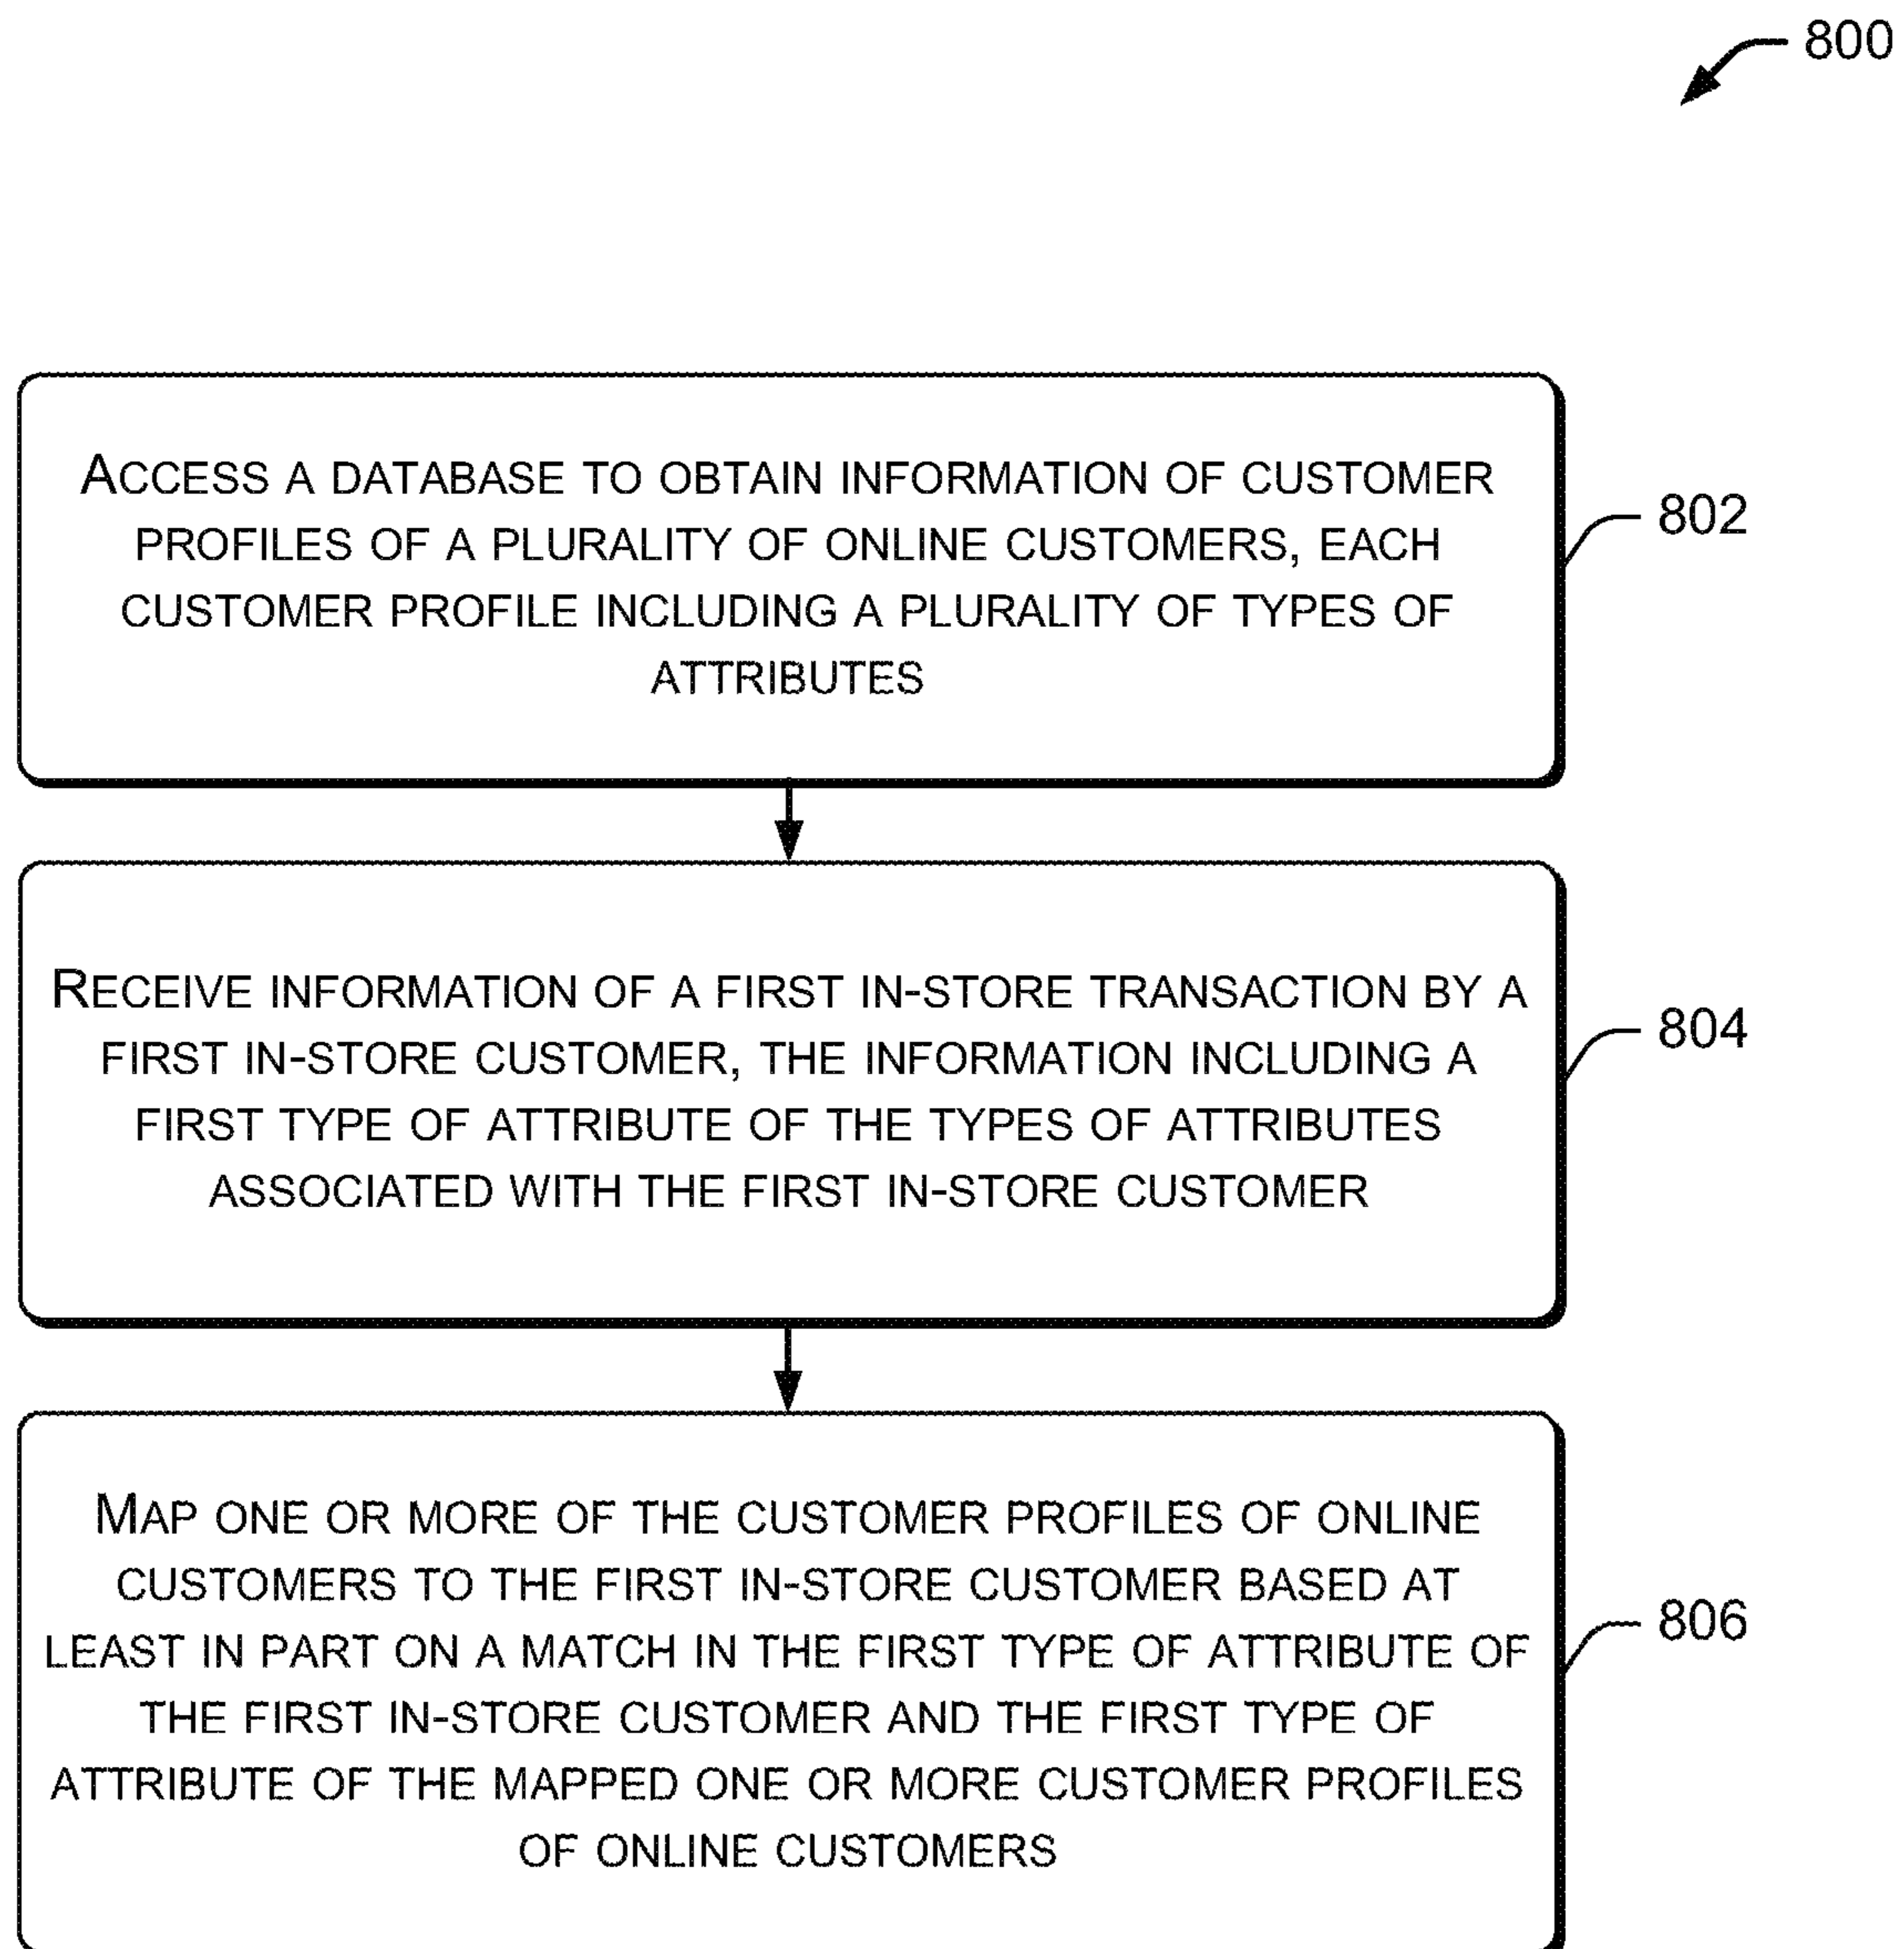 800
ACCESS A DATABASE TO OBTAIN INFORMATION OF CUSTOMER
PROFILES OF A PLURALITY OF ONLINE CUSTOMERS, EACH
CUSTOMER PROFILE INCLUDING A PLURALITY OF TYPES OF
ATTRIBUTES
802
RECEIVE INFORMATION OF A FIRST IN-STORE TRANSACTION BY A
FIRST IN-STORE CUSTOMER, THE INFORMATION INCLUDING A
FIRST TYPE OF ATTRIBUTE OF THE TYPES OF ATTRIBUTES
ASSOCIATED WITH THE FIRST IN-STORE CUSTOMER
804
MAP ONE OR MORE OF THE CUSTOMER PROFILES OF ONLINE
CUSTOMERS TO THE FIRST IN-STORE CUSTOMER BASED AT
LEAST IN PART ON A MATCH IN THE FIRST TYPE OF ATTRIBUTE OF
THE FIRST IN-STORE CUSTOMER AND THE FIRST TYPE OF
ATTRIBUTE OF THE MAPPED ONE OR MORE CUSTOMER PROFILES
OF ONLINE CUSTOMERS
806